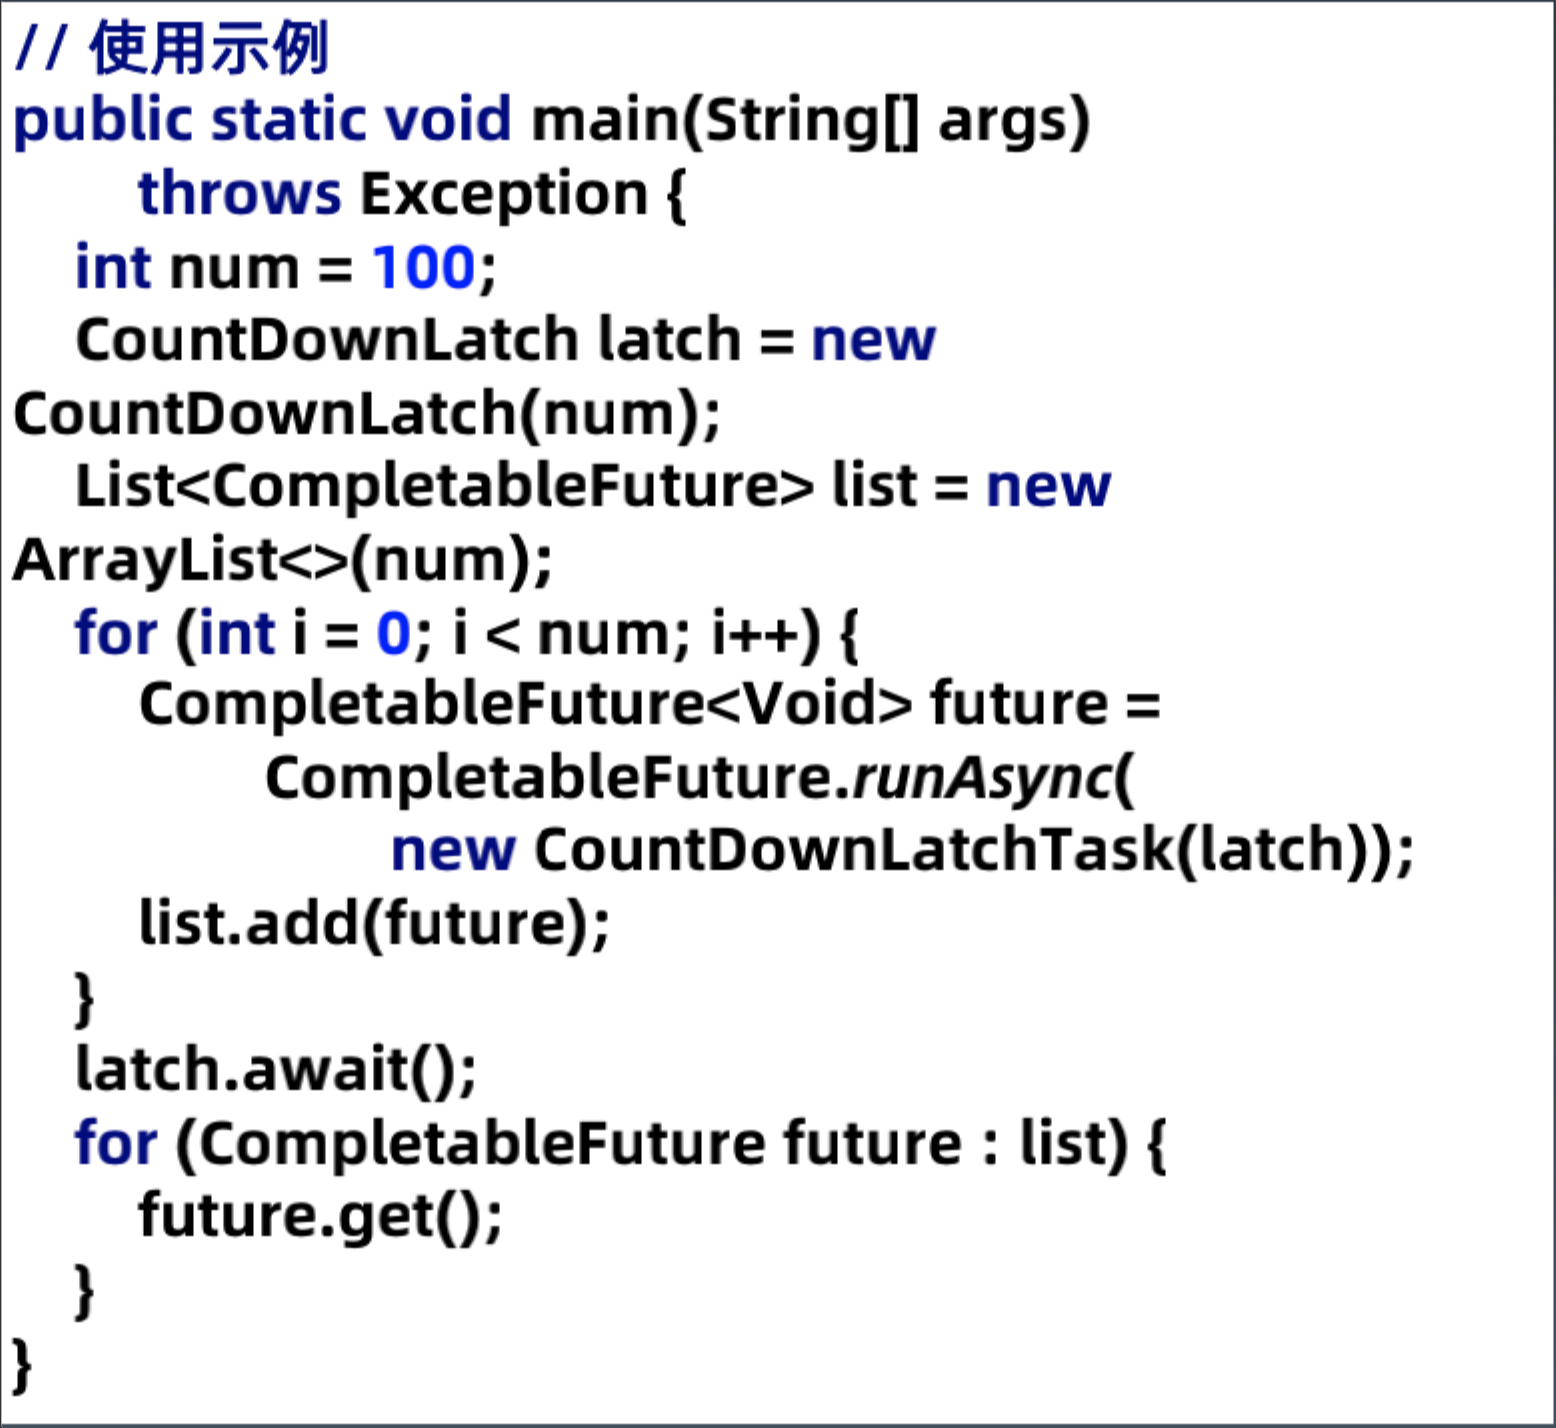 // 使用示例
public static void main(String[] args)
        throws Exception {
    int num = 100;
    CountDownLatch latch = new
CountDownLatch(num);
    List<CompletableFuture> list = new
ArrayList<>(num);
    for (int i = 0; i < num; i++) {
        CompletableFuture<Void> future =
                CompletableFuture.runAsync(
                        new CountDownLatchTask(latch));
        list.add(future);
    }
    latch.await();
    for (CompletableFuture future : list) {
        future.get();
    }
}